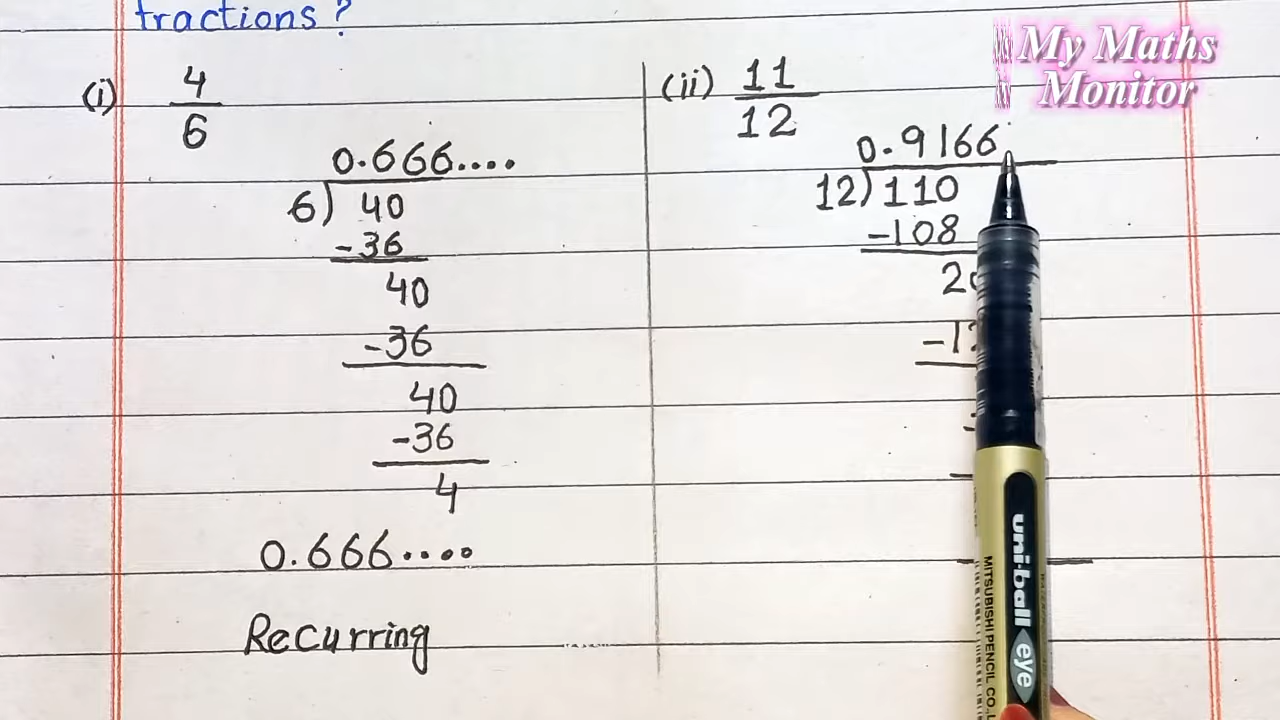 fractions?
(i) 4/6
0.666....
6) 40
-36
40
-36
40
-36
4
0.666....
Recurring
(ii) 11/12
0.9166
12) 110
-108
My Maths
Monitor
uni-ball
eye
MITSUBISHI PENCIL CO.,